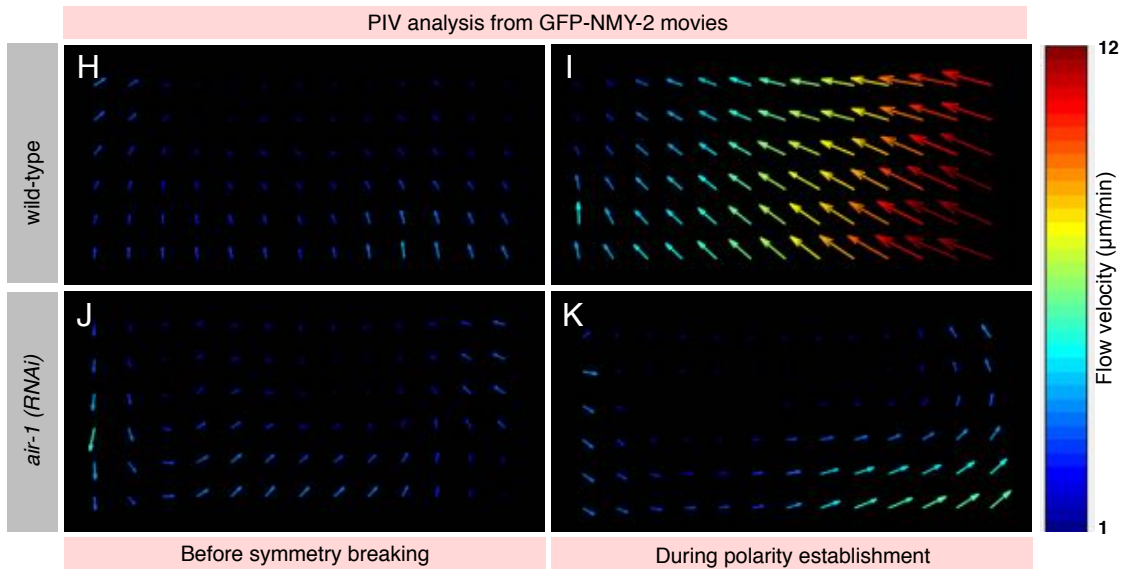 PIV analysis from GFP-NMY-2 movies
wild-type
H
I
12
Flow velocity (μm/min)
1
air-1 (RNAi)
J
K
Before symmetry breaking
During polarity establishment